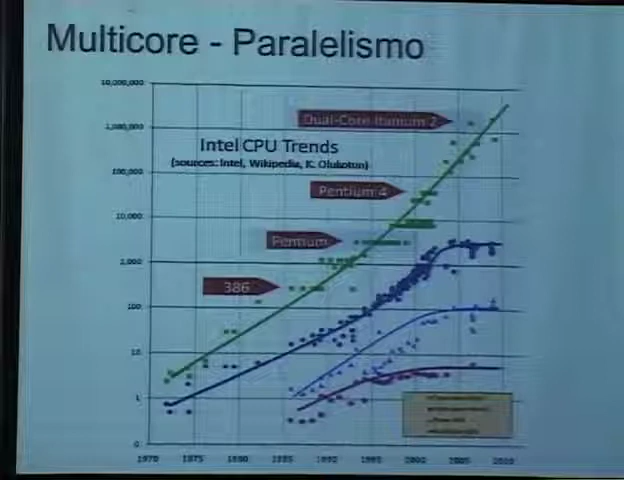 Multicore - Paralelismo
10,000,000
1,000,000
100,000
10,000
1,000
100
10
1
0
Intel CPU Trends
(sources: Intel, Wikipedia, K. Olukotun)
Dual-Core Itanium 2
Pentium 4
Pentium
386
1970 1975 1980 1985 1990 1995 2000 2005 2010